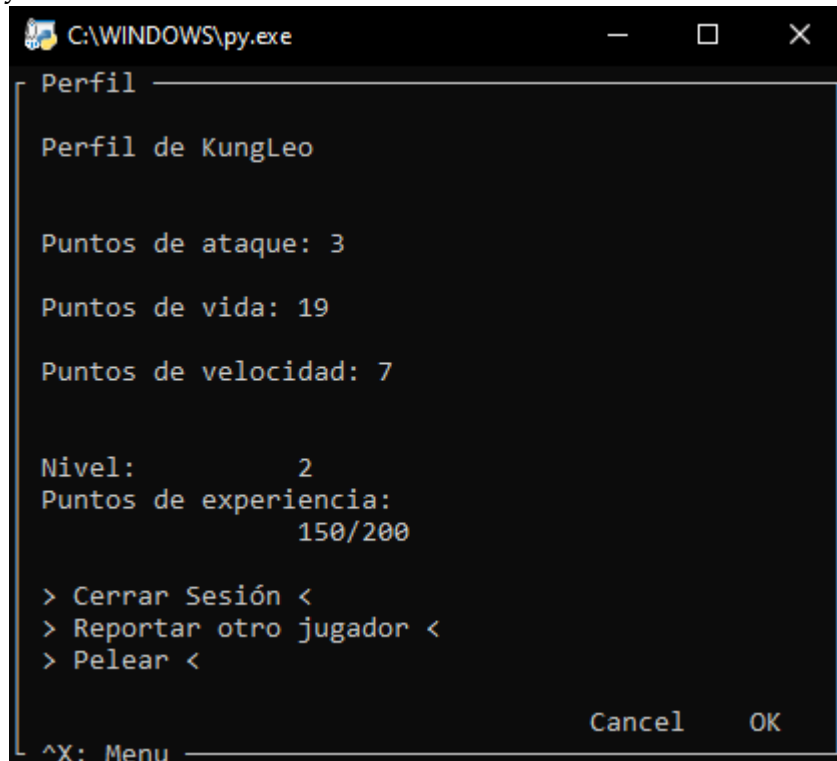 C:\WINDOWS\py.exe
Perfil
Perfil de KungLeo
Puntos de ataque: 3
Puntos de vida: 19
Puntos de velocidad: 7
Nivel: 2
Puntos de experiencia:
150/200
> Cerrar Sesión <
> Reportar otro jugador <
> Pelear <
Cancel OK
^X: Menu